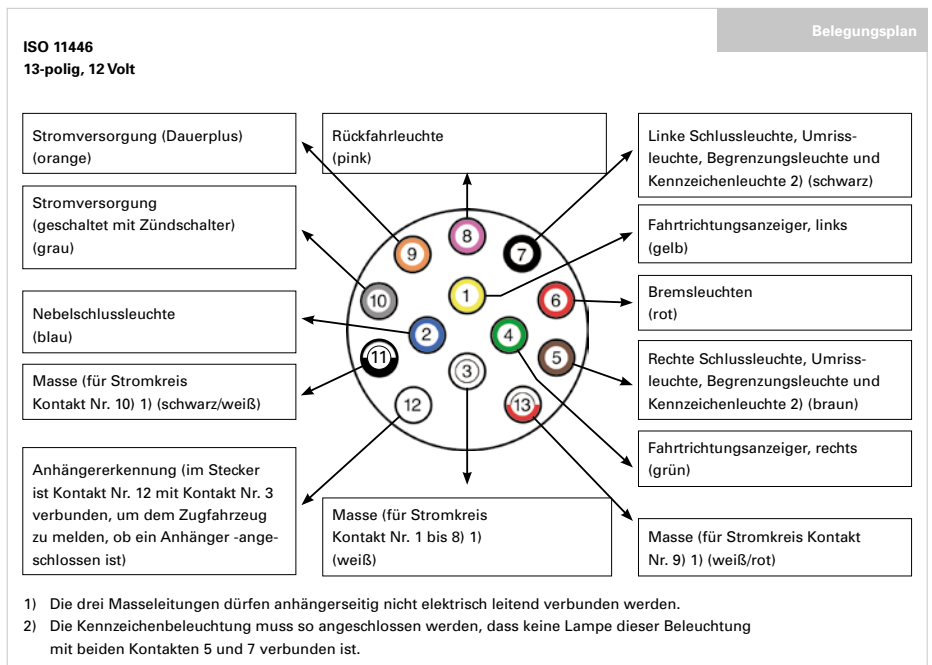 Belegungsplan
ISO 11446
13-polig, 12 Volt
Stromversorgung (Dauerplus)
(orange)
Rückfahrleuchte
(pink)
Linke Schlussleuchte, Umriss-
leuchte, Begrenzungsleuchte und
Kennzeichenleuchte 2) (schwarz)
Stromversorgung
(geschaltet mit Zündschalter)
(grau)
Fahrtrichtungsanzeiger, links
(gelb)
Nebelschlussleuchte
(blau)
Bremsleuchten
(rot)
Masse (für Stromkreis
Kontakt Nr. 10) 1) (schwarz/weiß)
Rechte Schlussleuchte, Umriss-
leuchte, Begrenzungsleuchte und
Kennzeichenleuchte 2) (braun)
8
9
7
10
1
6
2
4
11
3
5
12
13
Anhängererkennung (im Stecker
ist Kontakt Nr. 12 mit Kontakt Nr. 3
verbunden, um dem Zugfahrzeug
zu melden, ob ein Anhänger -ange-
schlossen ist)
Masse (für Stromkreis
Kontakt Nr. 1 bis 8) 1)
(weiß)
Fahrtrichtungsanzeiger, rechts
(grün)
Masse (für Stromkreis Kontakt
Nr. 9) 1) (weiß/rot)
1) Die drei Masseleitungen dürfen anhängerseitig nicht elektrisch leitend verbunden werden.
2) Die Kennzeichenbeleuchtung muss so angeschlossen werden, dass keine Lampe dieser Beleuchtung
mit beiden Kontakten 5 und 7 verbunden ist.